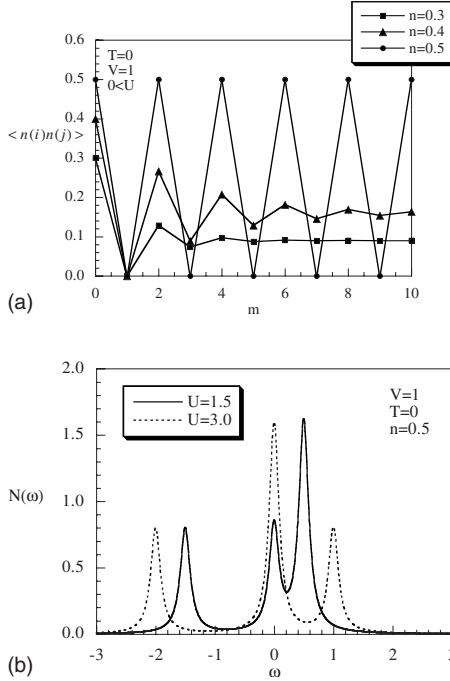 n=0.3
n=0.4
n=0.5
0.6
0.5
0.4
0.3
0.2
0.1
0.0
T=0
V=1
0<U
< n(i)n(j) >
0 2 4 6 8 10
m
(a)
2.0
1.5
1.0
0.5
0.0
U=1.5
U=3.0
V=1
T=0
n=0.5
N(ω)
-3 -2 -1 0 1 2 3
ω
(b)